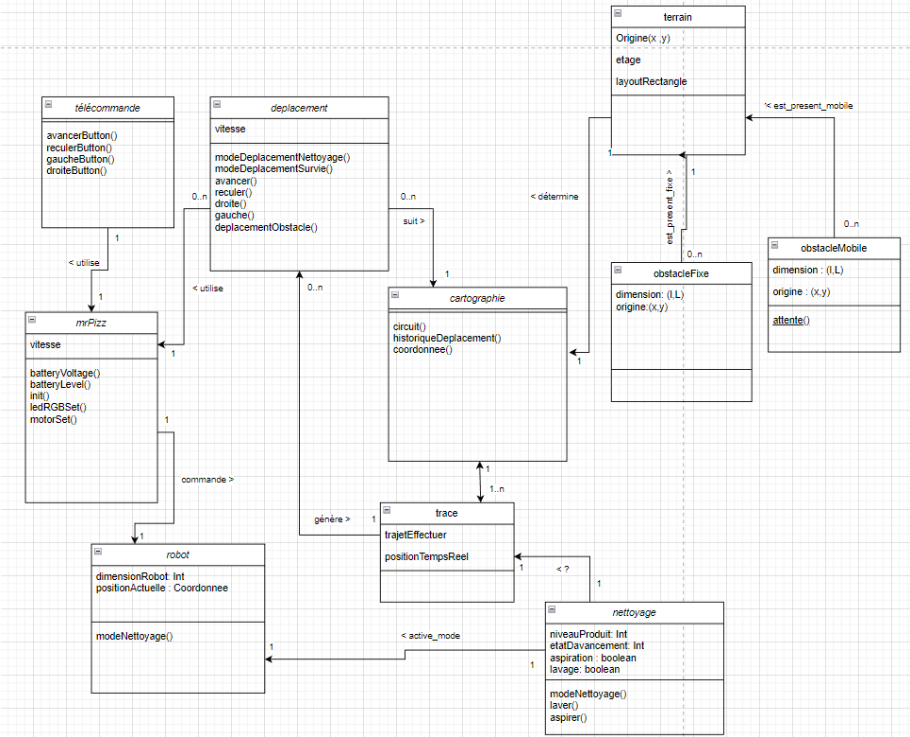 terrain
Origine(x ,y)
etage
layoutRectangle
'< est_present_mobile
télécommande
avancerButton()
reculerButton()
gaucheButton()
droiteButton()
deplacement
vitesse
modeDeplacementNettoyage()
modeDeplacementSurvie()
avancer()
reculer()
droite()
gauche()
deplacementObstacle()
1
1
est_present_fixe >
0..n
0..n
< détermine
suit >
0..n
0..n
obstacleMobile
dimension : (l,L)
origine : (x,y)
attente()
1
< utilise
1
obstacleFixe
dimension: (l,L)
origine:(x,y)
< utilise
0..n
1
cartographie
circuit()
historiqueDeplacement()
coordonnee()
mrPizz
vitesse
batteryVoltage()
batteryLevel()
init()
ledRGBSet()
motorSet()
1
1
1
commande >
1
1
1..n
génère >
1
trace
trajetEffectuer
positionTempsReel
robot
dimensionRobot: Int
positionActuelle : Coordonnee
modeNettoyage()
1
< ?
1
nettoyage
niveauProduit: Int
etatDavancement: Int
aspiration : boolean
lavage: boolean
modeNettoyage()
laver()
aspirer()
< active_mode
1
1